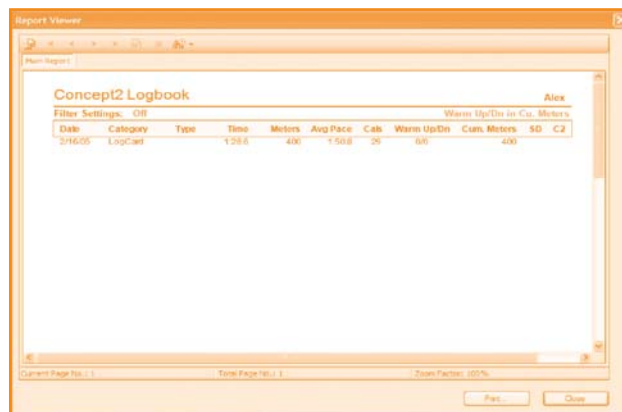 Report Viewer
Main Report
Concept2 Logbook
Alex
Filter Settings: Off
Warm Up/Dn in Cu. Meters
Date Category Type Time Meters Avg Pace Cals Warm Up/Dn Cum. Meters SD C2
2/16/05 LogCard 1:28.6 400 1:50.8 26 0/0 400
Current Page No.: 1 Total Page No.: 1 Zoom Factor: 100%
Print... Close